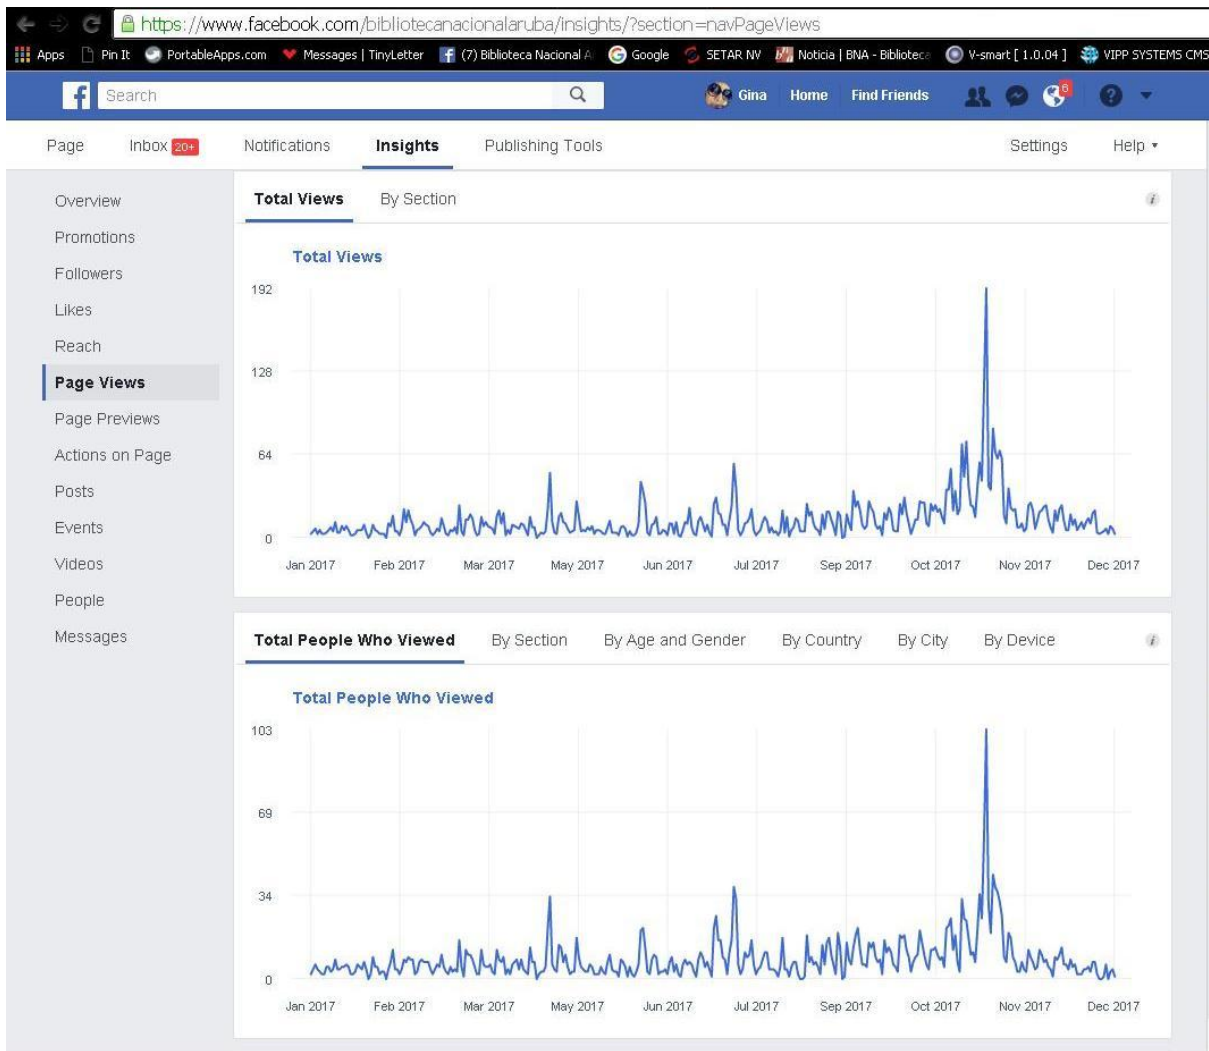 https://www.facebook.com/bibliotecanacionalaruba/insights/?section=navPageViews
Apps Pin It PortableApps.com Messages | TinyLetter (7) Biblioteca Nacional A Google SETAR NV Noticia | BNA - Biblioteca V-smart [ 1.0.04 ] VIPP SYSTEMS CMS
f Search Gina Home Find Friends 6 ?
Page Inbox 20+ Notifications Insights Publishing Tools Settings Help
Overview
Promotions
Followers
Likes
Reach
Page Views
Page Previews
Actions on Page
Posts
Events
Videos
People
Messages
Total Views By Section i
Total Views
192
128
64
0
Jan 2017 Feb 2017 Mar 2017 May 2017 Jun 2017 Jul 2017 Sep 2017 Oct 2017 Nov 2017 Dec 2017
Total People Who Viewed By Section By Age and Gender By Country By City By Device i
Total People Who Viewed
103
69
34
0
Jan 2017 Feb 2017 Mar 2017 May 2017 Jun 2017 Jul 2017 Sep 2017 Oct 2017 Nov 2017 Dec 2017